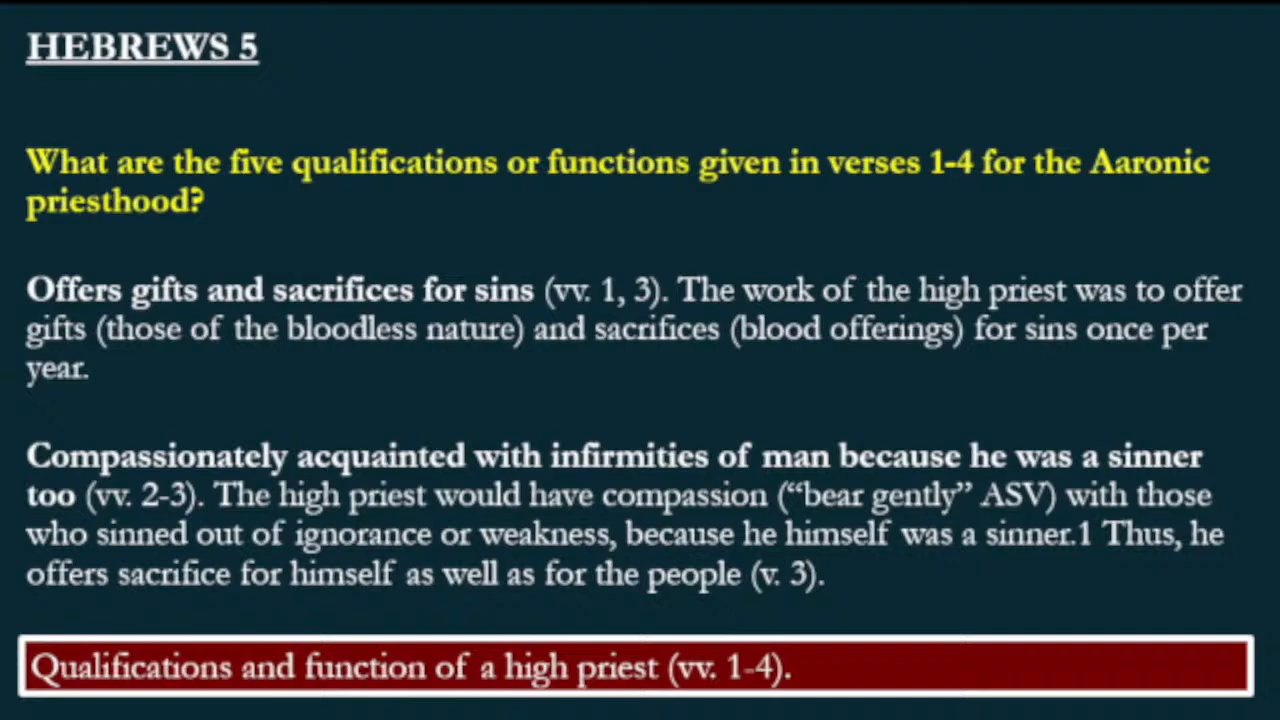 HEBREWS 5
What are the five qualifications or functions given in verses 1-4 for the Aaronic
priesthood?
Offers gifts and sacrifices for sins (vv. 1, 3). The work of the high priest was to offer
gifts (those of the bloodless nature) and sacrifices (blood offerings) for sins once per
year.
Compassionately acquainted with infirmities of man because he was a sinner
too (vv. 2-3). The high priest would have compassion (“bear gently” ASV) with those
who sinned out of ignorance or weakness, because he himself was a sinner.1 Thus, he
offers sacrifice for himself as well as for the people (v. 3).
Qualifications and function of a high priest (vv. 1-4).